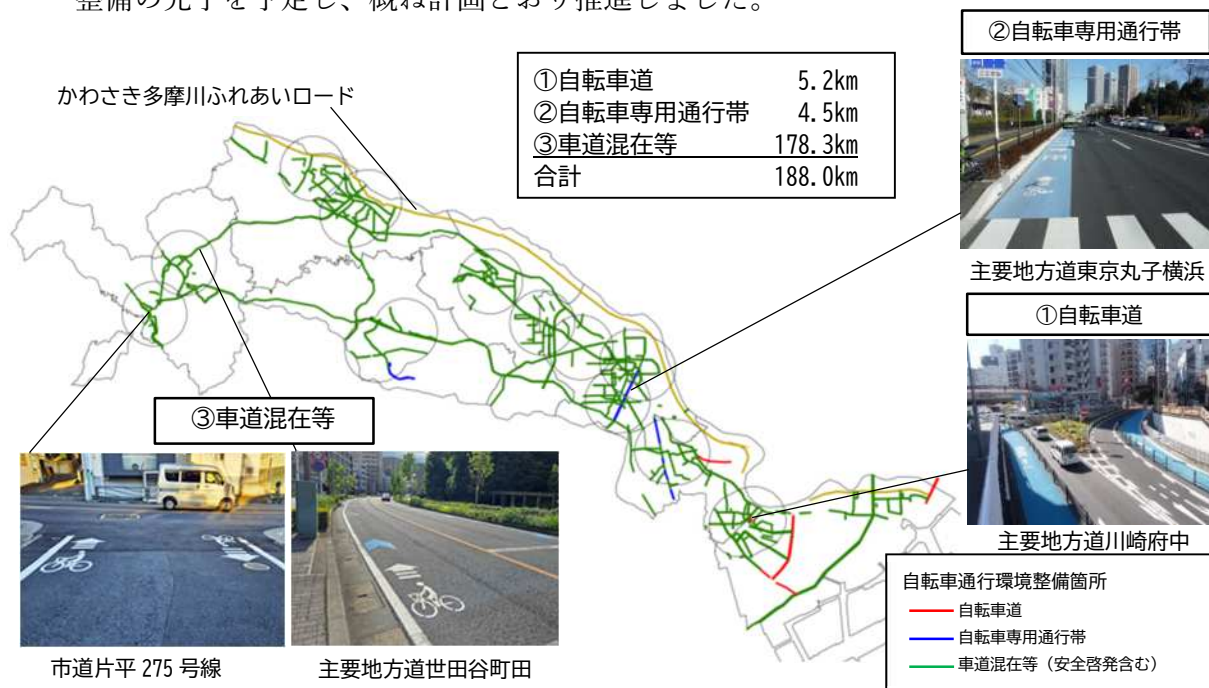 整備の完了を予定し、概ね計画どおり推進しました。
②自転車専用通行帯
①自転車道 5.2km
②自転車専用通行帯 4.5km
③車道混在等 178.3km
合計 188.0km
かわさき多摩川ふれあいロード
主要地方道東京丸子横浜
①自転車道
③車道混在等
主要地方道川崎府中
自転車通行環境整備箇所
自転車道
自転車専用通行帯
車道混在等（安全啓発含む）
市道片平 275 号線
主要地方道世田谷町田